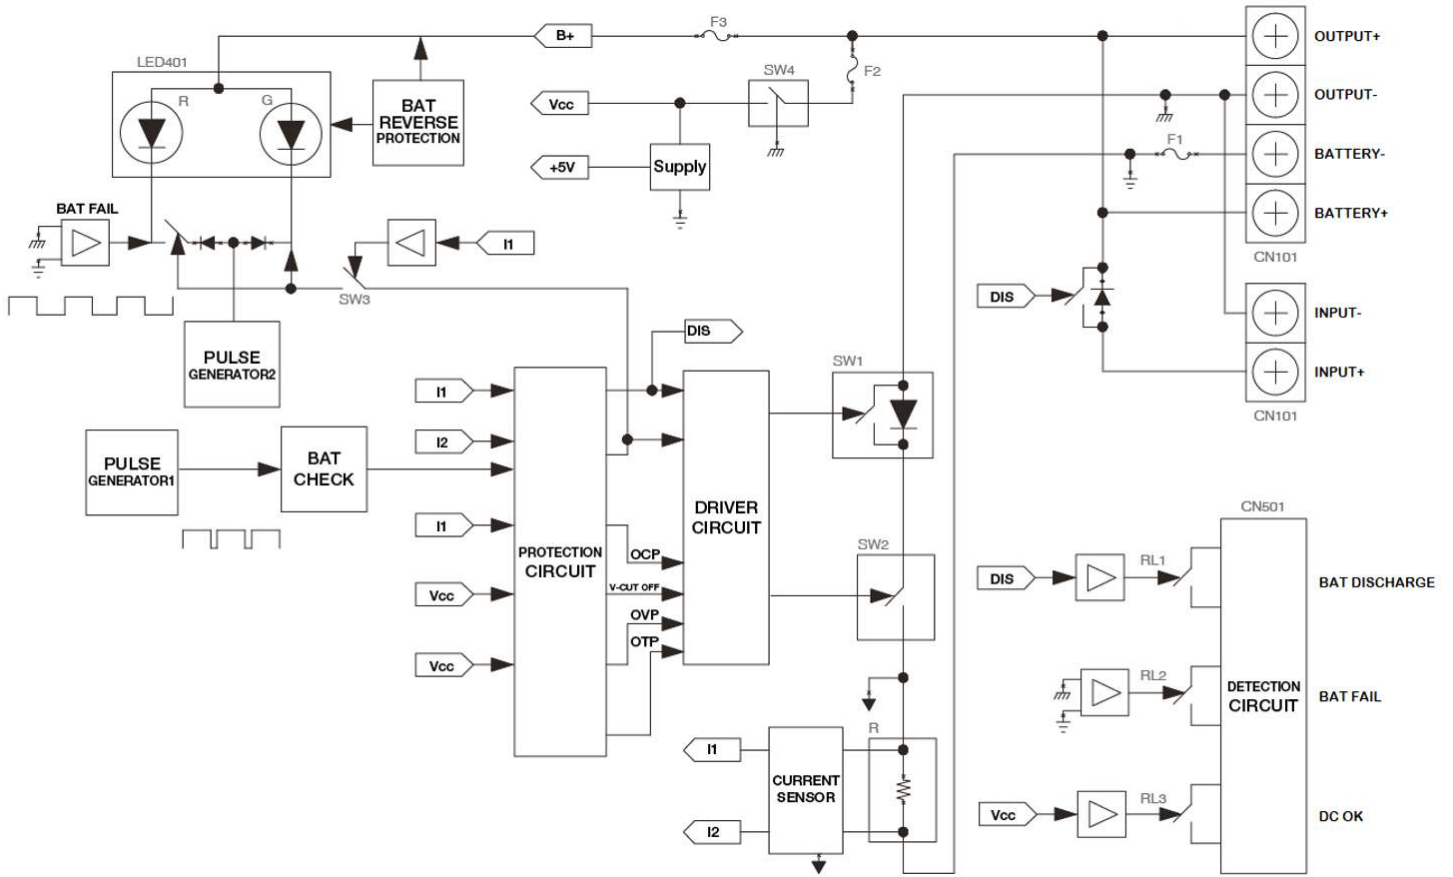 F3
B+
OUTPUT+
LED401
SW4
F2
R
G
BAT
REVERSE
PROTECTION
Vcc
OUTPUT-
F1
+5V
Supply
BATTERY-
BAT FAIL
BATTERY+
I1
CN101
SW3
DIS
INPUT-
DIS
PULSE
GENERATOR2
SW1
INPUT+
I1
CN101
I2
PULSE
GENERATOR1
BAT
CHECK
DRIVER
CIRCUIT
CN501
I1
SW2
PROTECTION
CIRCUIT
OCP
DIS
RL1
BAT DISCHARGE
Vcc
V-CUT OFF
OVP
OTP
Vcc
RL2
DETECTION
CIRCUIT
BAT FAIL
R
I1
CURRENT
SENSOR
RL3
Vcc
DC OK
I2